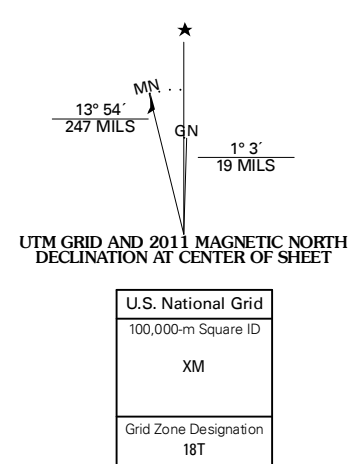 MN
13° 54´
247 MILS
GN
1° 3´
19 MILS
UTM GRID AND 2011 MAGNETIC NORTH
DECLINATION AT CENTER OF SHEET
U.S. National Grid
100,000-m Square ID
XM
Grid Zone Designation
18T